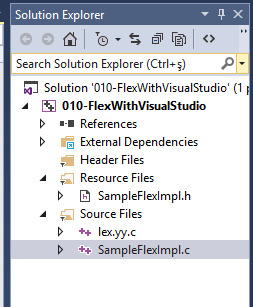 Solution Explorer
Search Solution Explorer (Ctrl+ş)
Solution '010-FlexWithVisualStudio' (1 p
010-FlexWithVisualStudio
References
External Dependencies
Header Files
Resource Files
SampleFlexImpl.h
Source Files
lex.yy.c
SampleFlexImpl.c